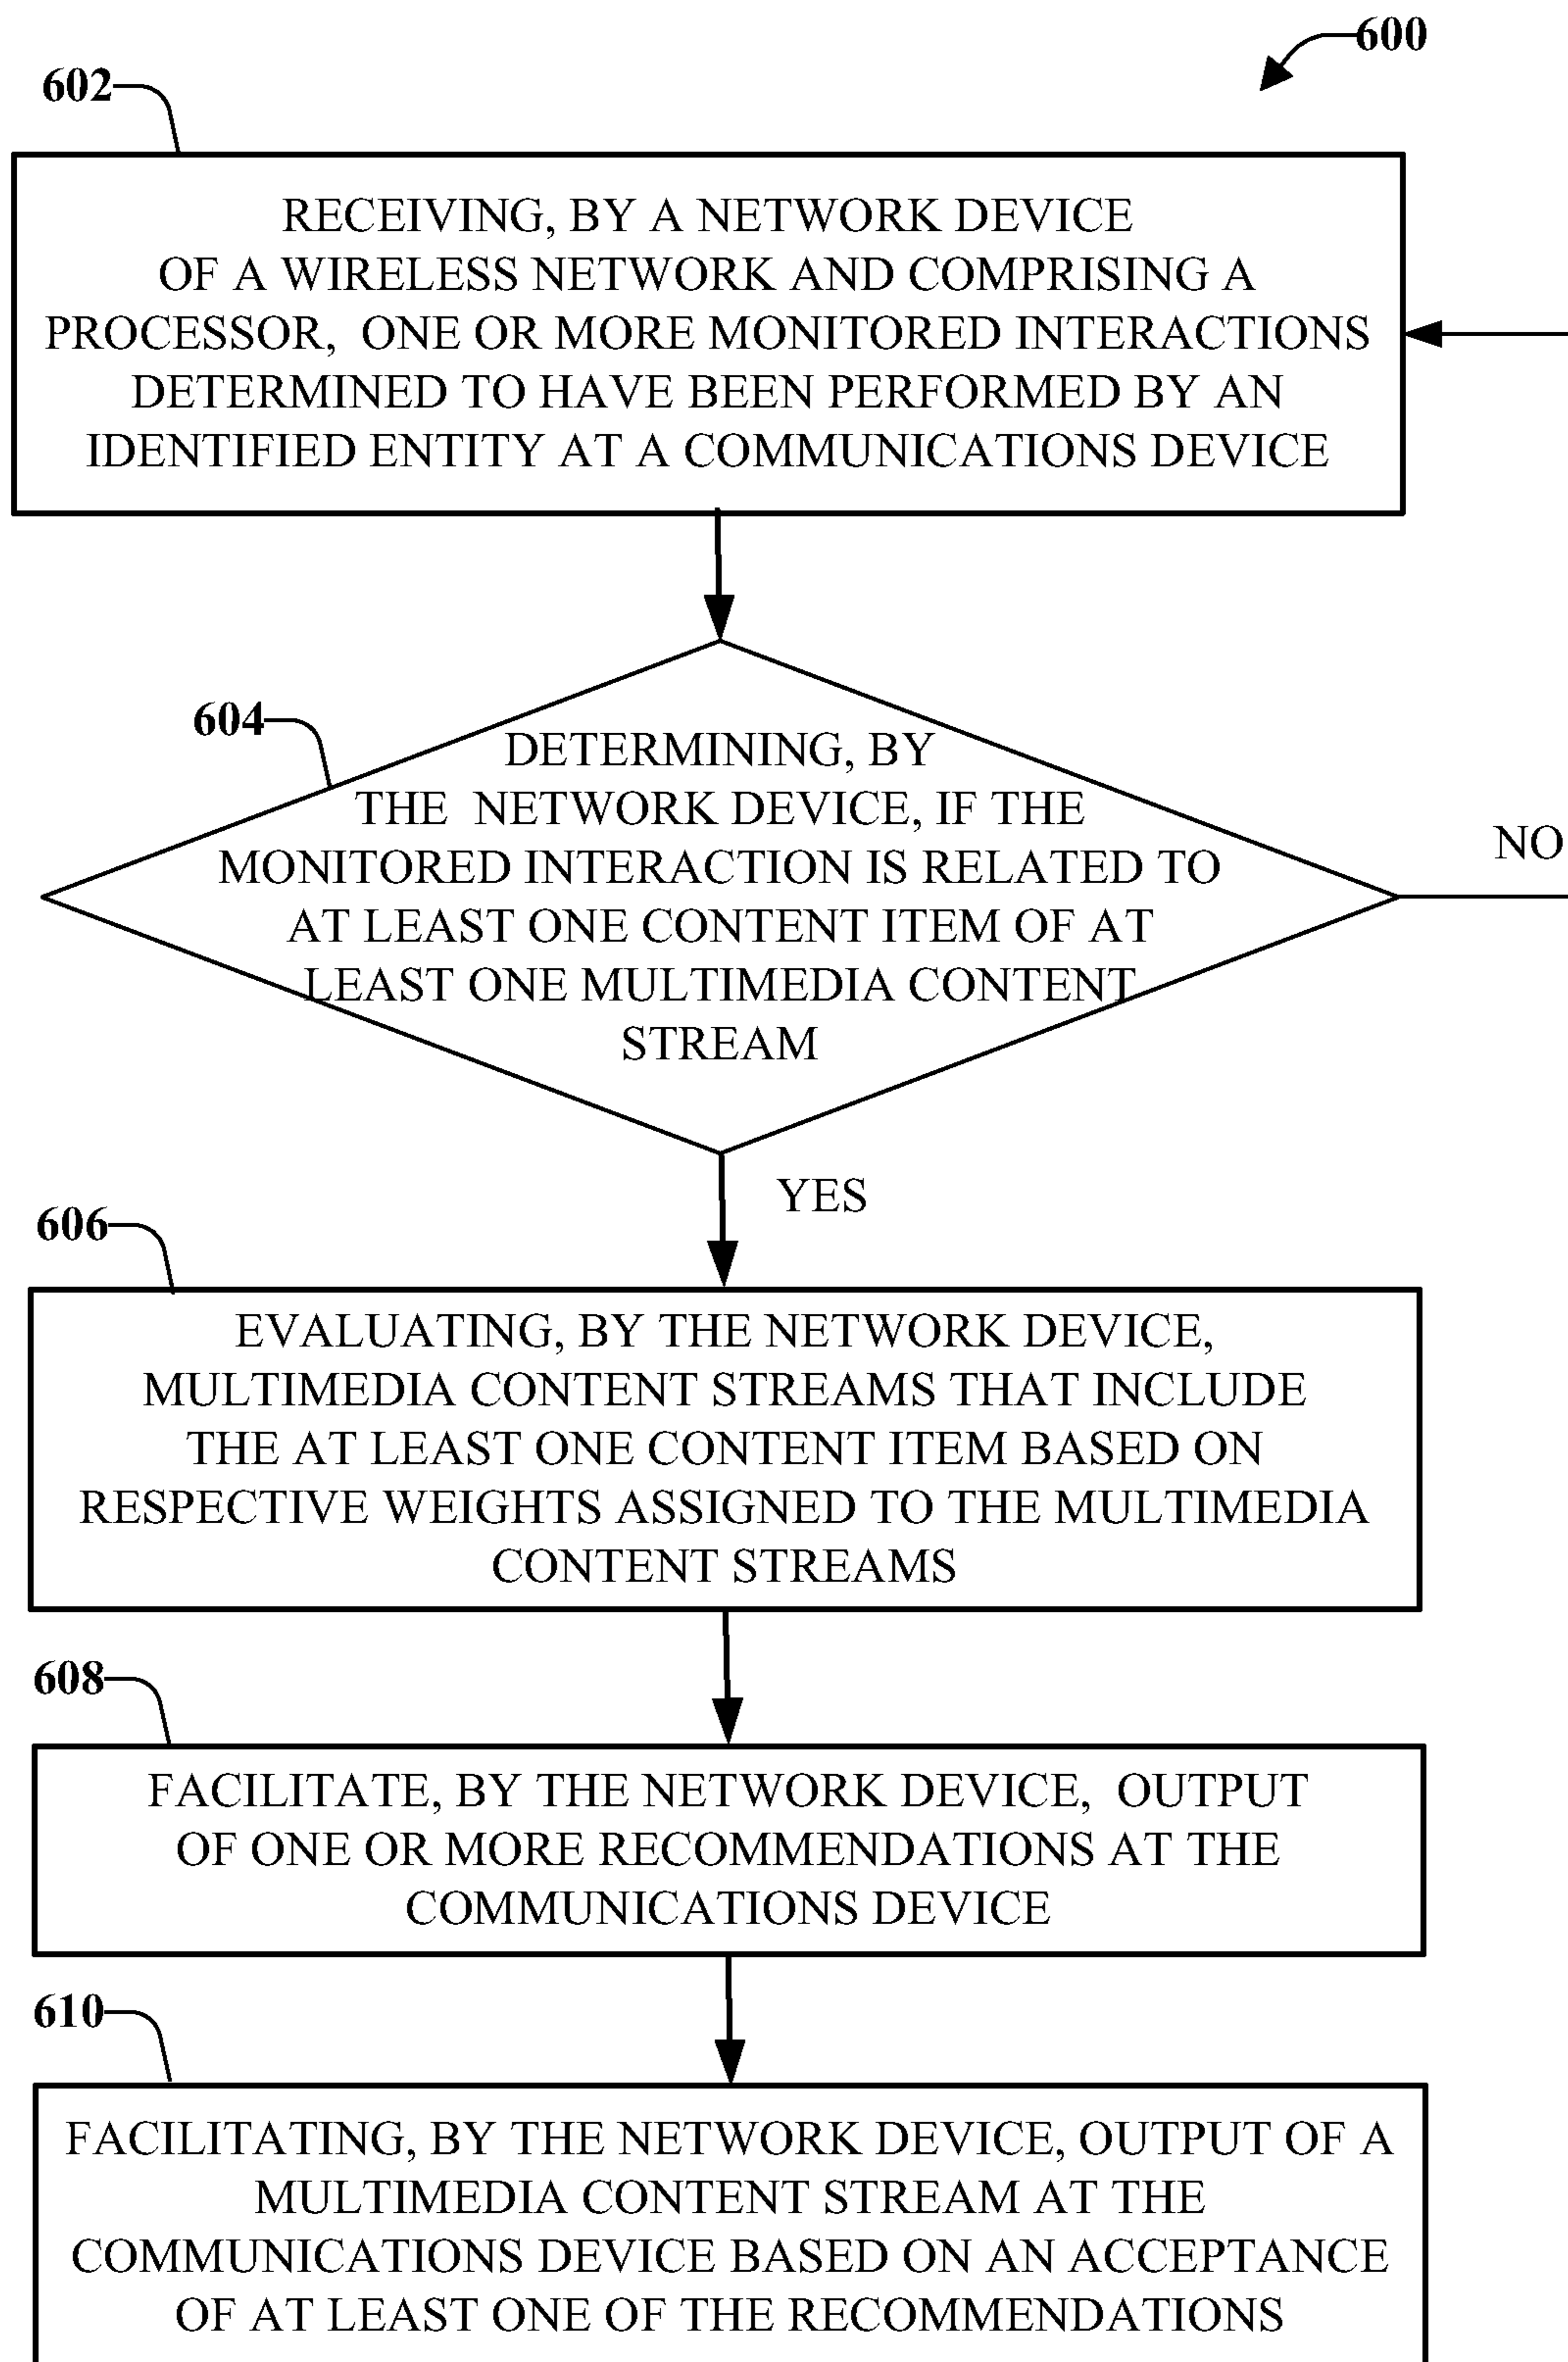 600
602
RECEIVING, BY A NETWORK DEVICE
OF A WIRELESS NETWORK AND COMPRISING A
PROCESSOR, ONE OR MORE MONITORED INTERACTIONS
DETERMINED TO HAVE BEEN PERFORMED BY AN
IDENTIFIED ENTITY AT A COMMUNICATIONS DEVICE
604
DETERMINING, BY
THE NETWORK DEVICE, IF THE
MONITORED INTERACTION IS RELATED TO
AT LEAST ONE CONTENT ITEM OF AT
LEAST ONE MULTIMEDIA CONTENT
STREAM
NO
YES
606
EVALUATING, BY THE NETWORK DEVICE,
MULTIMEDIA CONTENT STREAMS THAT INCLUDE
THE AT LEAST ONE CONTENT ITEM BASED ON
RESPECTIVE WEIGHTS ASSIGNED TO THE MULTIMEDIA
CONTENT STREAMS
608
FACILITATE, BY THE NETWORK DEVICE, OUTPUT
OF ONE OR MORE RECOMMENDATIONS AT THE
COMMUNICATIONS DEVICE
610
FACILITATING, BY THE NETWORK DEVICE, OUTPUT OF A
MULTIMEDIA CONTENT STREAM AT THE
COMMUNICATIONS DEVICE BASED ON AN ACCEPTANCE
OF AT LEAST ONE OF THE RECOMMENDATIONS